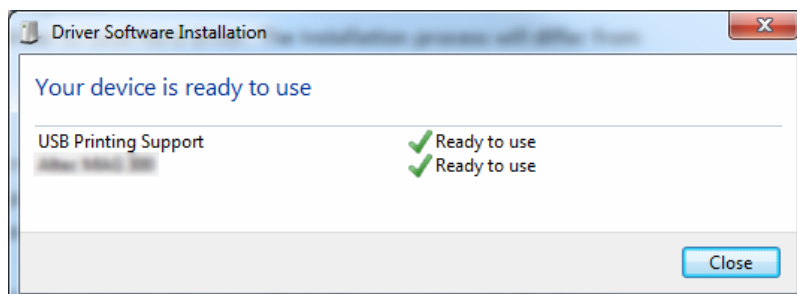 Driver Software Installation
Your device is ready to use
USB Printing Support
Ready to use
Ready to use
Close